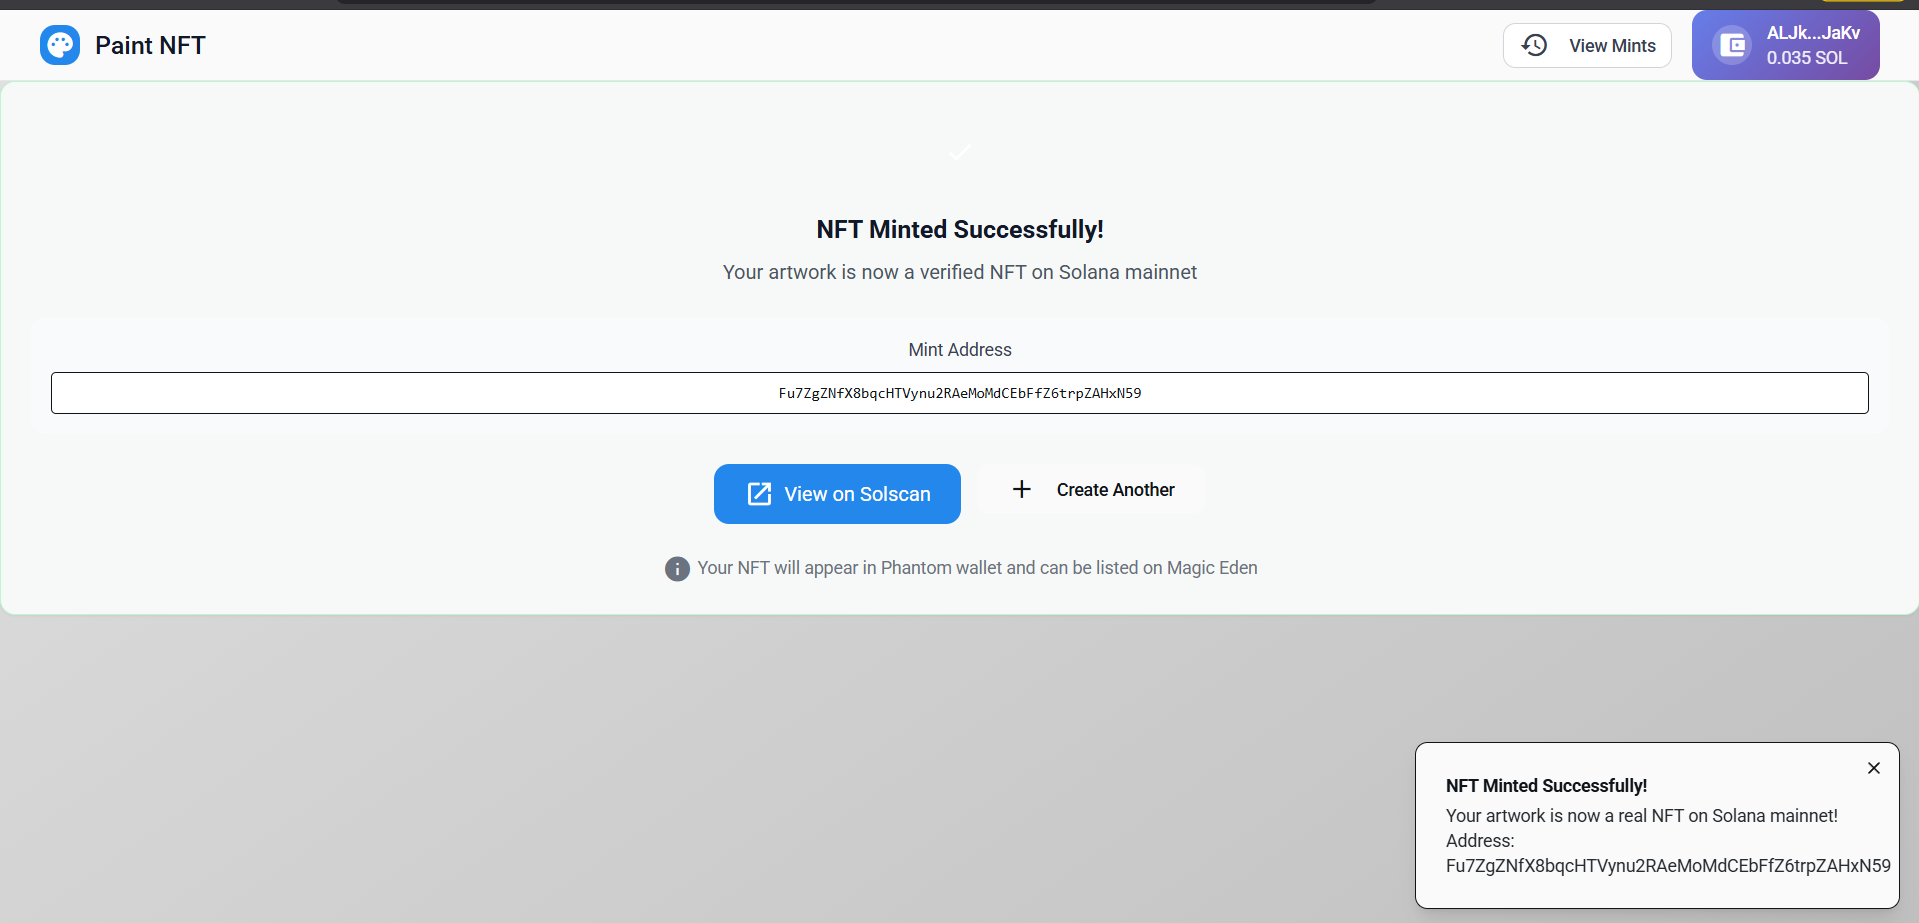 Paint NFT
View Mints
ALJk...JaKv
0.035 SOL
NFT Minted Successfully!
Your artwork is now a verified NFT on Solana mainnet
Mint Address
Fu7ZgZNfX8bqcHTVynu2RAeMoMdCEbFfZ6trpZAHxN59
View on Solscan
Create Another
Your NFT will appear in Phantom wallet and can be listed on Magic Eden
NFT Minted Successfully!
Your artwork is now a real NFT on Solana mainnet!
Address:
Fu7ZgZNfX8bqcHTVynu2RAeMoMdCEbFfZ6trpZAHxN59